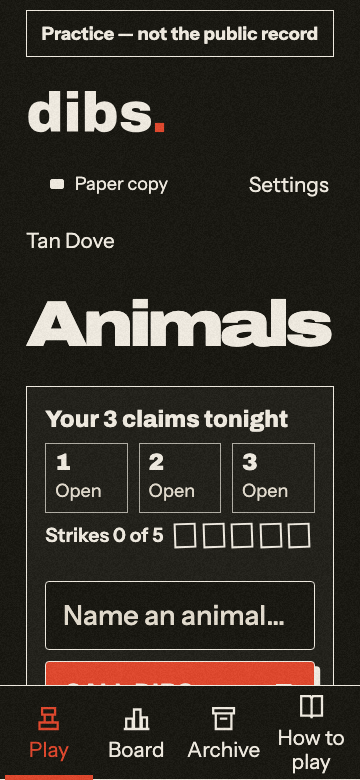 Practice — not the public record
dibs.
Paper copy
Settings
Tan Dove
Animals
Your 3 claims tonight
1
Open
2
Open
3
Open
Strikes 0 of 5
Name an animal...
Play
Board
Archive
How to
play